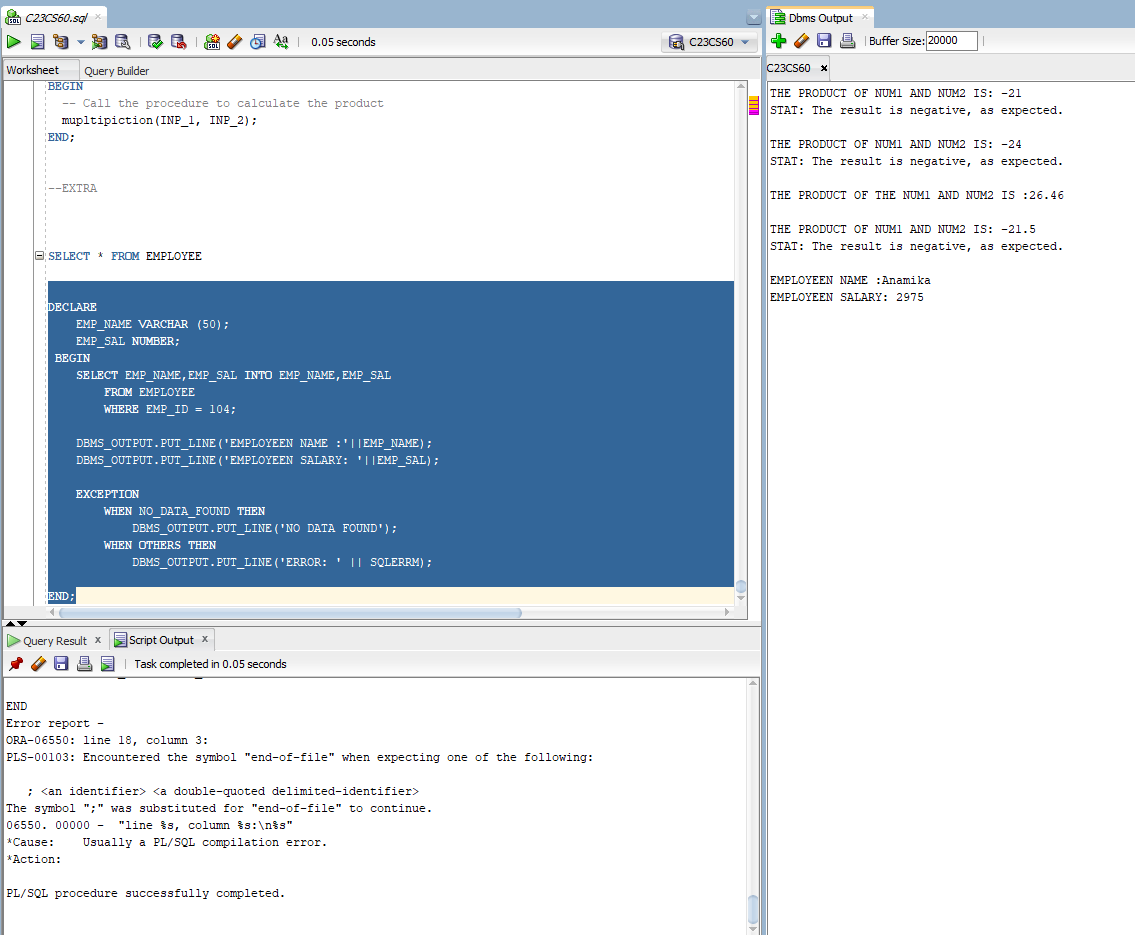 C23CS60.sql
0.05 seconds
C23CS60
Worksheet
Query Builder
BEGIN
-- Call the procedure to calculate the product
mupltipiction(INP_1, INP_2);
END;
--EXTRA
SELECT * FROM EMPLOYEE
DECLARE
EMP_NAME VARCHAR (50);
EMP_SAL NUMBER;
BEGIN
SELECT EMP_NAME,EMP_SAL INTO EMP_NAME,EMP_SAL
FROM EMPLOYEE
WHERE EMP_ID = 104;
DBMS_OUTPUT.PUT_LINE('EMPLOYEEN NAME :'||EMP_NAME);
DBMS_OUTPUT.PUT_LINE('EMPLOYEEN SALARY: '||EMP_SAL);
EXCEPTION
WHEN NO_DATA_FOUND THEN
DBMS_OUTPUT.PUT_LINE('NO DATA FOUND');
WHEN OTHERS THEN
DBMS_OUTPUT.PUT_LINE('ERROR: ' || SQLERRM);
END;
Query Result x
Script Output x
Task completed in 0.05 seconds
END
Error report -
ORA-06550: line 18, column 3:
PLS-00103: Encountered the symbol "end-of-file" when expecting one of the following:
; <an identifier> <a double-quoted delimited-identifier>
The symbol ";" was substituted for "end-of-file" to continue.
06550. 00000 - "line %s, column %s:\n%s"
*Cause: Usually a PL/SQL compilation error.
*Action:
PL/SQL procedure successfully completed.
Dbms Output
Buffer Size: 20000
C23CS60
THE PRODUCT OF NUM1 AND NUM2 IS: -21
STAT: The result is negative, as expected.
THE PRODUCT OF NUM1 AND NUM2 IS: -24
STAT: The result is negative, as expected.
THE PRODUCT OF THE NUM1 AND NUM2 IS :26.46
THE PRODUCT OF NUM1 AND NUM2 IS: -21.5
STAT: The result is negative, as expected.
EMPLOYEEN NAME :Anamika
EMPLOYEEN SALARY: 2975